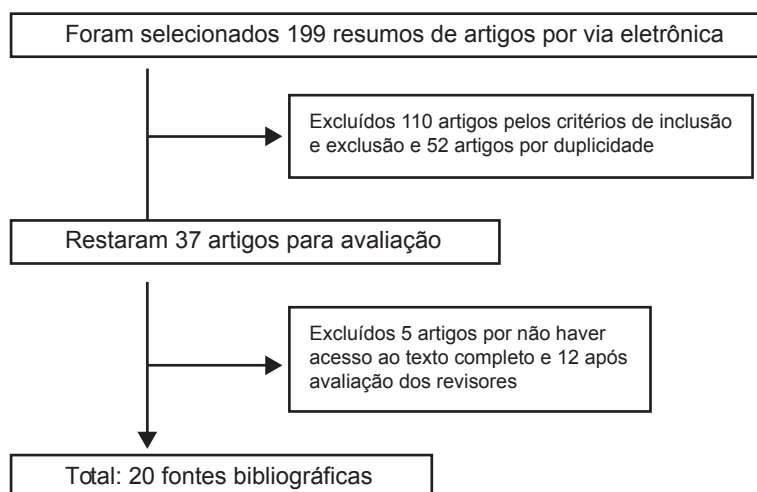 Foram selecionados 199 resumos de artigos por via eletrônica
Excluídos 110 artigos pelos critérios de inclusão
e exclusão e 52 artigos por duplicidade
Restaram 37 artigos para avaliação
Excluídos 5 artigos por não haver
acesso ao texto completo e 12 após
avaliação dos revisores
Total: 20 fontes bibliográficas